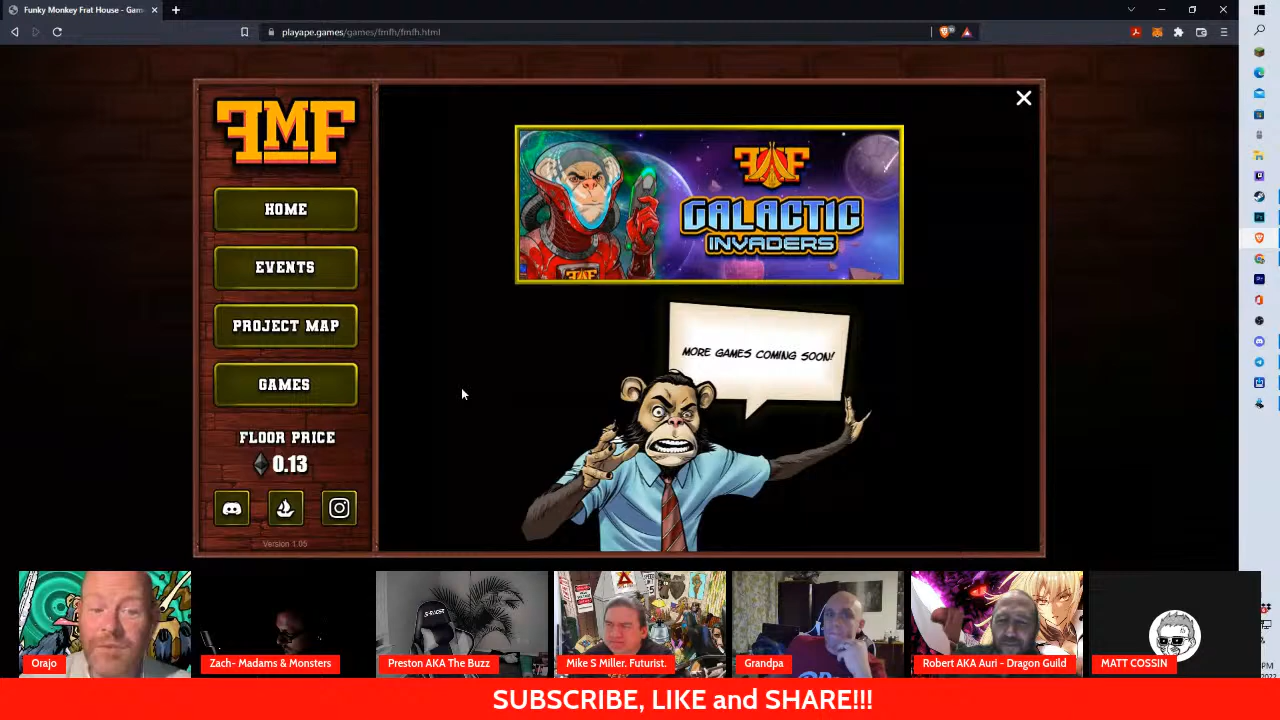 Funky Monkey Frat House - Gam
playape.games/games/fmfh/fmfh.html
FMF
HOME
EVENTS
PROJECT MAP
GAMES
FLOOR PRICE
0.13
Version 1.05
FMF
GALACTIC
INVADERS
FMF
MORE GAMES COMING SOON!
Orajo
Zach- Madams & Monsters
Preston AKA The Buzz
Mike S Miller. Futurist.
Grandpa
Robert AKA Auri - Dragon Guild
MATT COSSIN
SUBSCRIBE, LIKE and SHARE!!!